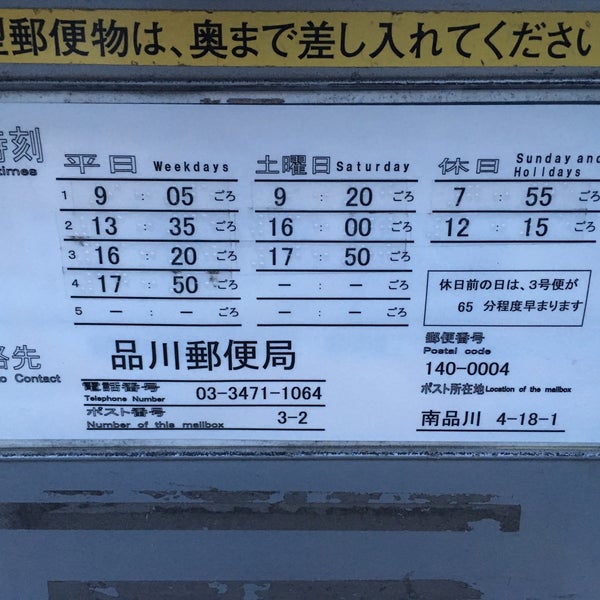 型郵便物は、奥まで差し入れてください
時刻 平日 Weekdays 土曜日 Saturday 休日 Sunday and Holidays
times
1 9 : 05 ごろ 9 : 20 ごろ 7 : 55 ごろ
2 13 : 35 ごろ 16 : 00 ごろ 12 : 15 ごろ
3 16 : 20 ごろ 17 : 50 ごろ
4 17 : 50 ごろ － : － ごろ
5 － : － ごろ － : － ごろ
休日前の日は、3号便が
65 分程度早まります
絡先 品川郵便局
to Contact
電話番号 03-3471-1064
Telephone Number
ポスト番号 3-2
Number of this mailbox
郵便番号
Postal code
140-0004
ポスト所在地 Location of the mailbox
南品川 4-18-1